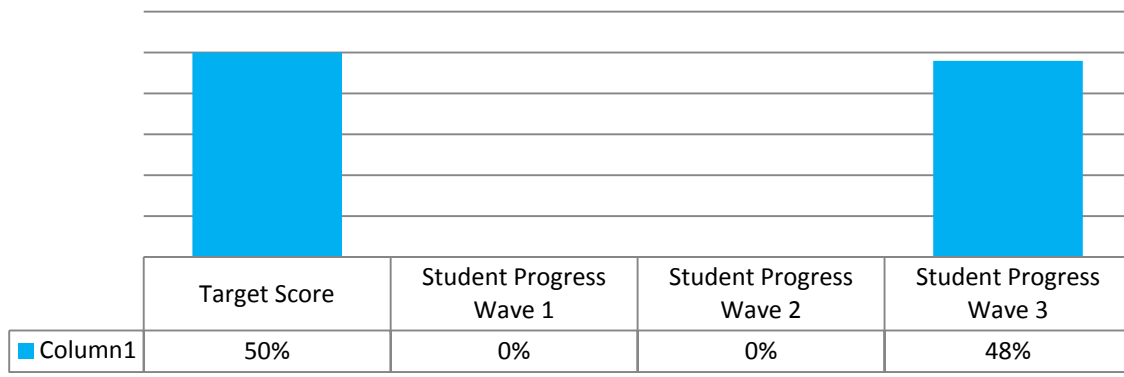 Target Score
Student Progress
Wave 1
Student Progress
Wave 2
Student Progress
Wave 3
Column1 50% 0% 0% 48%